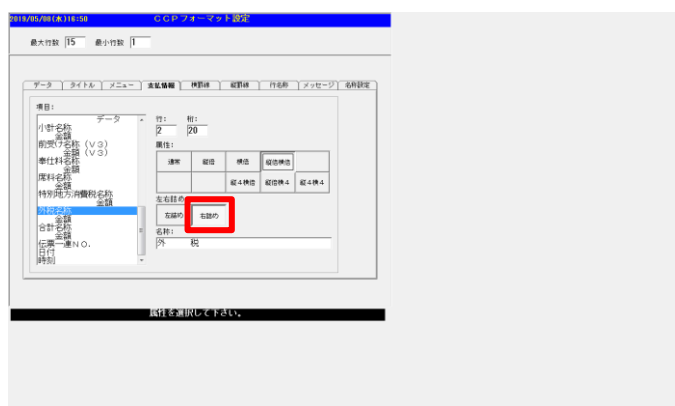 2019/05/08(水)16:50 CCPフォーマット設定
最大行数 15 最小行数 1
データ タイトル メニュー 支払情報 横罫線 縦罫線 行名称 メッセージ 名称設定
項目:
データ
行: 桁:
小計名称
2 20
金額
前受け名称(V3)
属性:
金額(V3)
奉仕料名称
通常 縦倍 横倍 縦倍横倍
金額
席料名称
縦4横倍 縦倍横4 縦4横4
金額
特別地方消費税名称
左右詰め
金額
外税名称
左詰め 右詰め
金額
合計名称
名称:
金額
伝票一連NO.
外 税
日付
時刻
属性を選択して下さい。